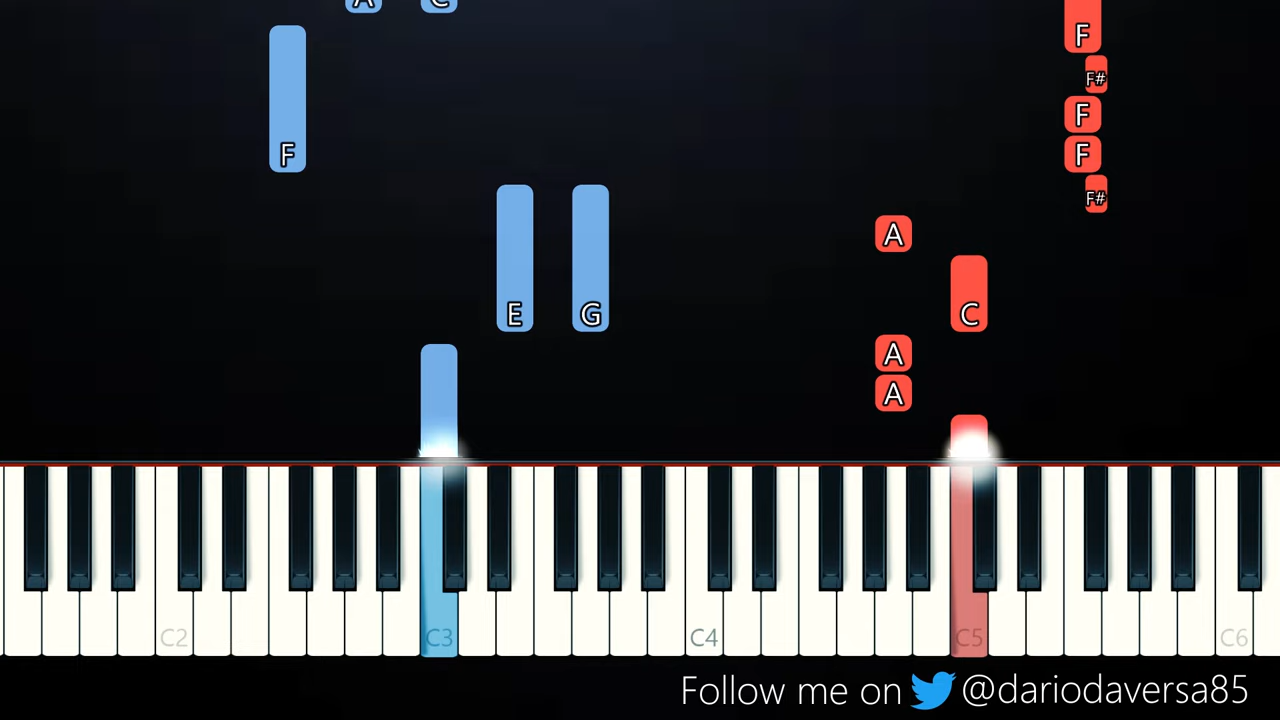 A C
F
F#
F
F F
F#
A
E G C
A
A
C2 C3 C4 C5 C6
Follow me on @dariodaversa85